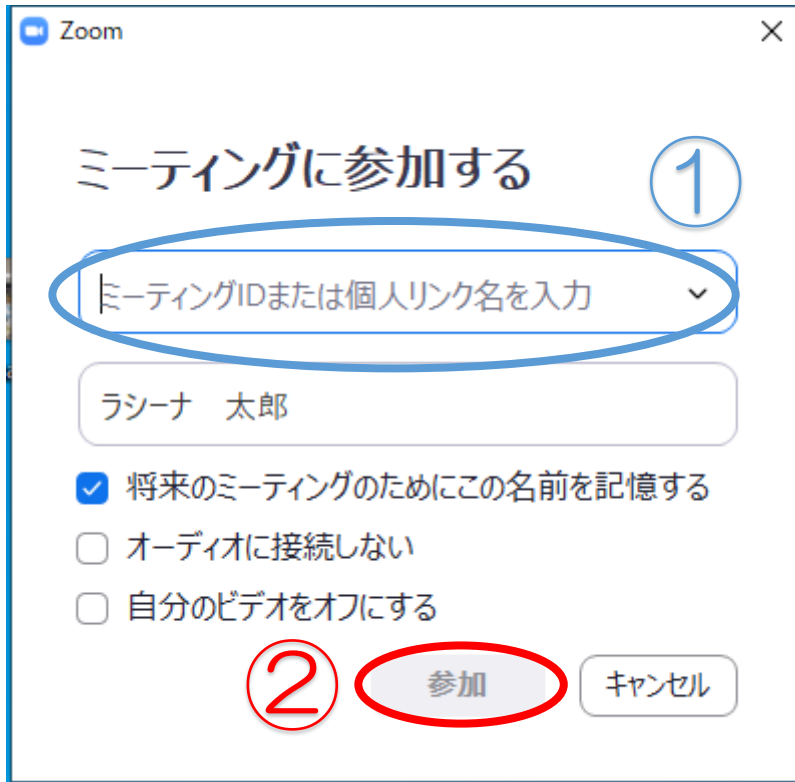 Zoom
ミーティングに参加する
①
ミーティングIDまたは個人リンク名を入力
ラシーナ　太郎
将来のミーティングのためにこの名前を記憶する
オーディオに接続しない
自分のビデオをオフにする
② 参加 キャンセル